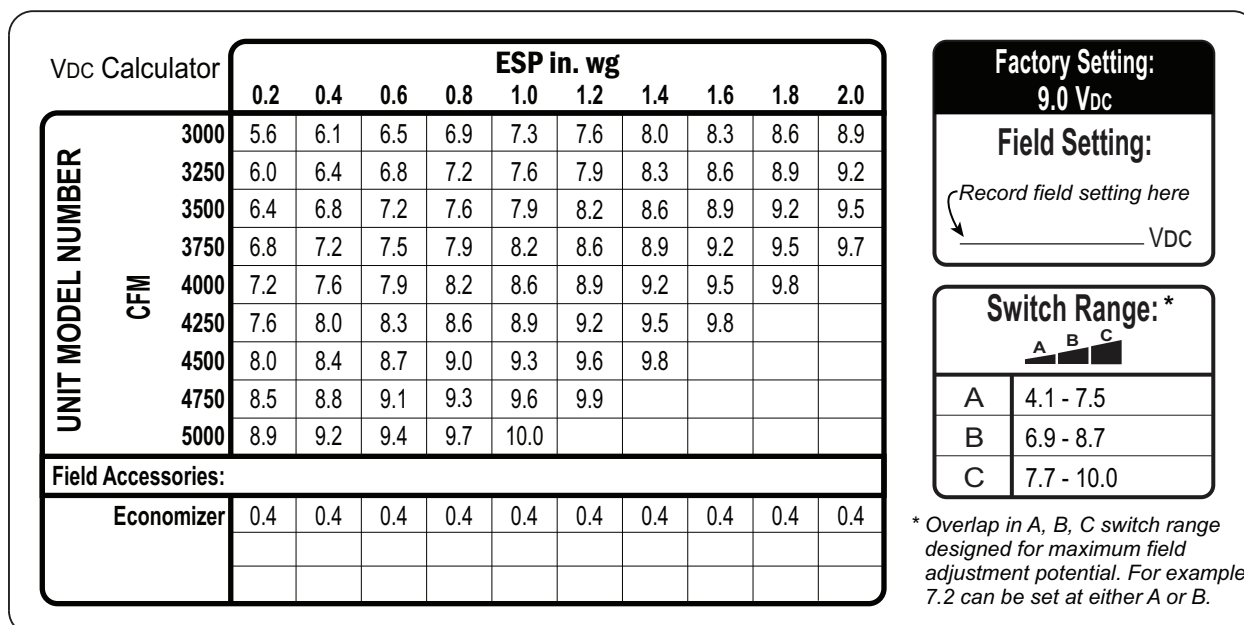 VDC Calculator
ESP in. wg
0.2 0.4 0.6 0.8 1.0 1.2 1.4 1.6 1.8 2.0
UNIT MODEL NUMBER
CFM
3000 5.6 6.1 6.5 6.9 7.3 7.6 8.0 8.3 8.6 8.9
3250 6.0 6.4 6.8 7.2 7.6 7.9 8.3 8.6 8.9 9.2
3500 6.4 6.8 7.2 7.6 7.9 8.2 8.6 8.9 9.2 9.5
3750 6.8 7.2 7.5 7.9 8.2 8.6 8.9 9.2 9.5 9.7
4000 7.2 7.6 7.9 8.2 8.6 8.9 9.2 9.5 9.8
4250 7.6 8.0 8.3 8.6 8.9 9.2 9.5 9.8
4500 8.0 8.4 8.7 9.0 9.3 9.6 9.8
4750 8.5 8.8 9.1 9.3 9.6 9.9
5000 8.9 9.2 9.4 9.7 10.0
Field Accessories:
Economizer 0.4 0.4 0.4 0.4 0.4 0.4 0.4 0.4 0.4 0.4
Factory Setting:
9.0 VDC
Field Setting:
Record field setting here
VDC
Switch Range: *
A B C
A 4.1 - 7.5
B 6.9 - 8.7
C 7.7 - 10.0
* Overlap in A, B, C switch range
designed for maximum field
adjustment potential. For example
7.2 can be set at either A or B.